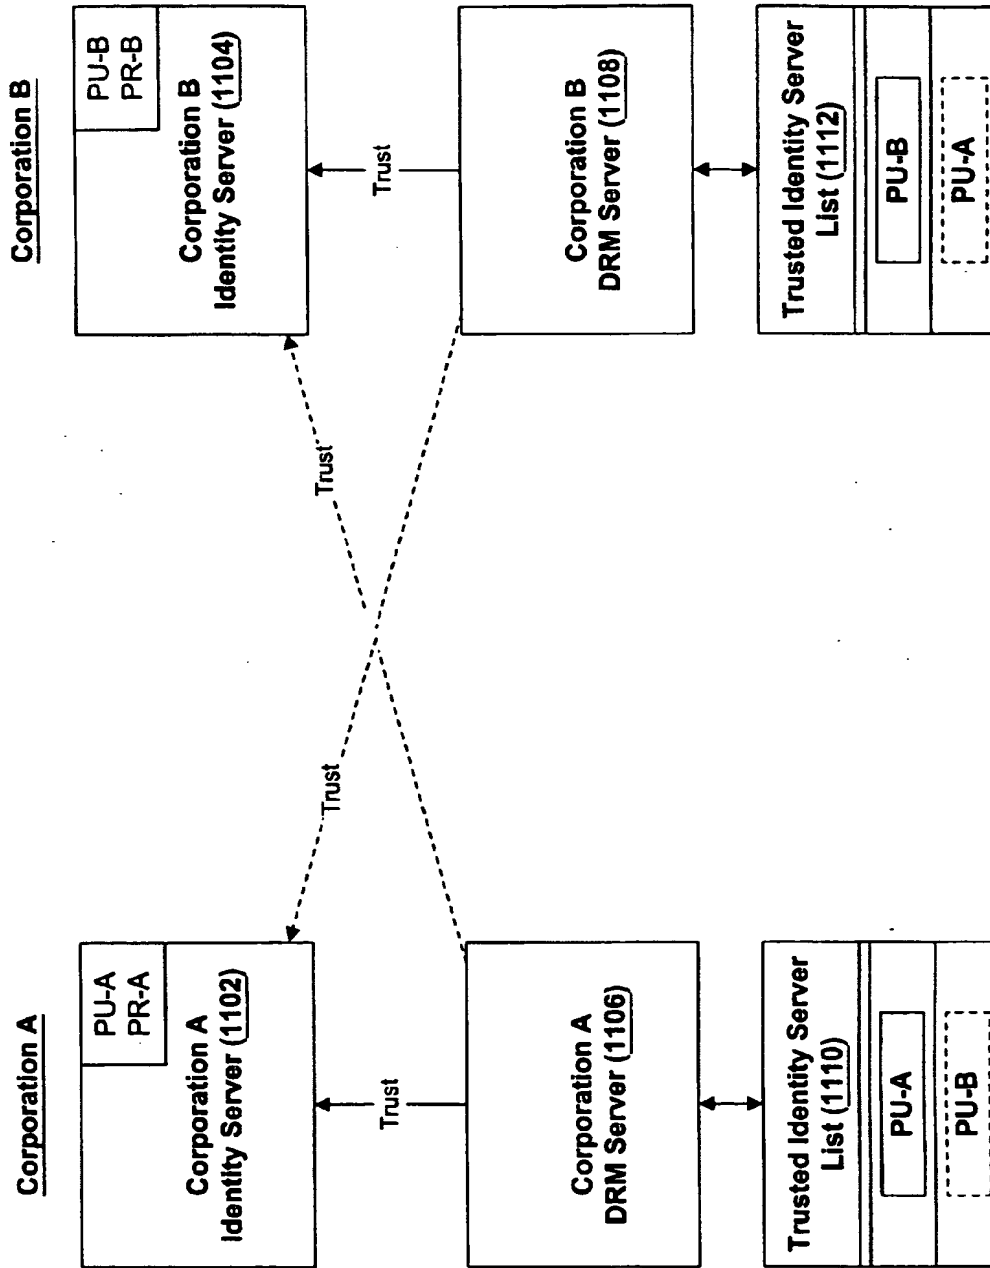 Corporation A
PU-A
PR-A
Corporation A
Identity Server (1102)
Trust
Corporation A
DRM Server (1106)
Trusted Identity Server
List (1110)
PU-A
PU-B
Trust
Trust
Corporation B
PU-B
PR-B
Corporation B
Identity Server (1104)
Trust
Corporation B
DRM Server (1108)
Trusted Identity Server
List (1112)
PU-B
PU-A